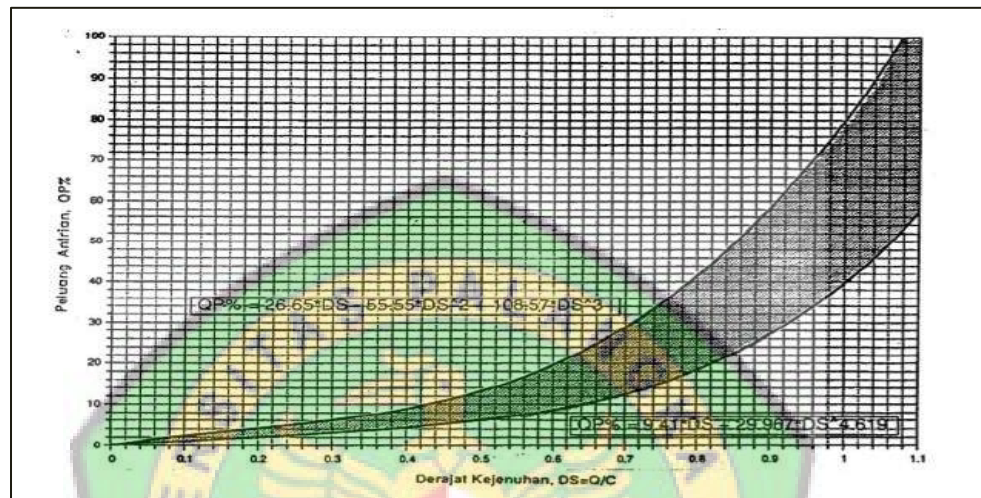 100
90
80
70
60
50
40
30
20
10
0
Peluang Antrian, QP%
QP% = 26.65*DS - 55.55*DS^2 + 108.57*DS^3
QP% = 9.41*DS + 29.967*DS^4.619
0 0.1 0.2 0.3 0.4 0.5 0.6 0.7 0.8 0.9 1 1.1
Derajat Kejenuhan, DS=Q/C
SITAS PALANGKA